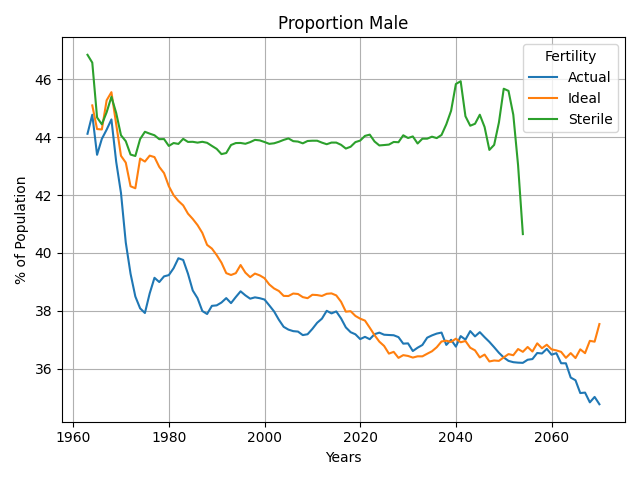 Proportion Male
% of Population
46
44
42
40
38
36
Fertility
Actual
Ideal
Sterile
1960 1980 2000 2020 2040 2060
Years